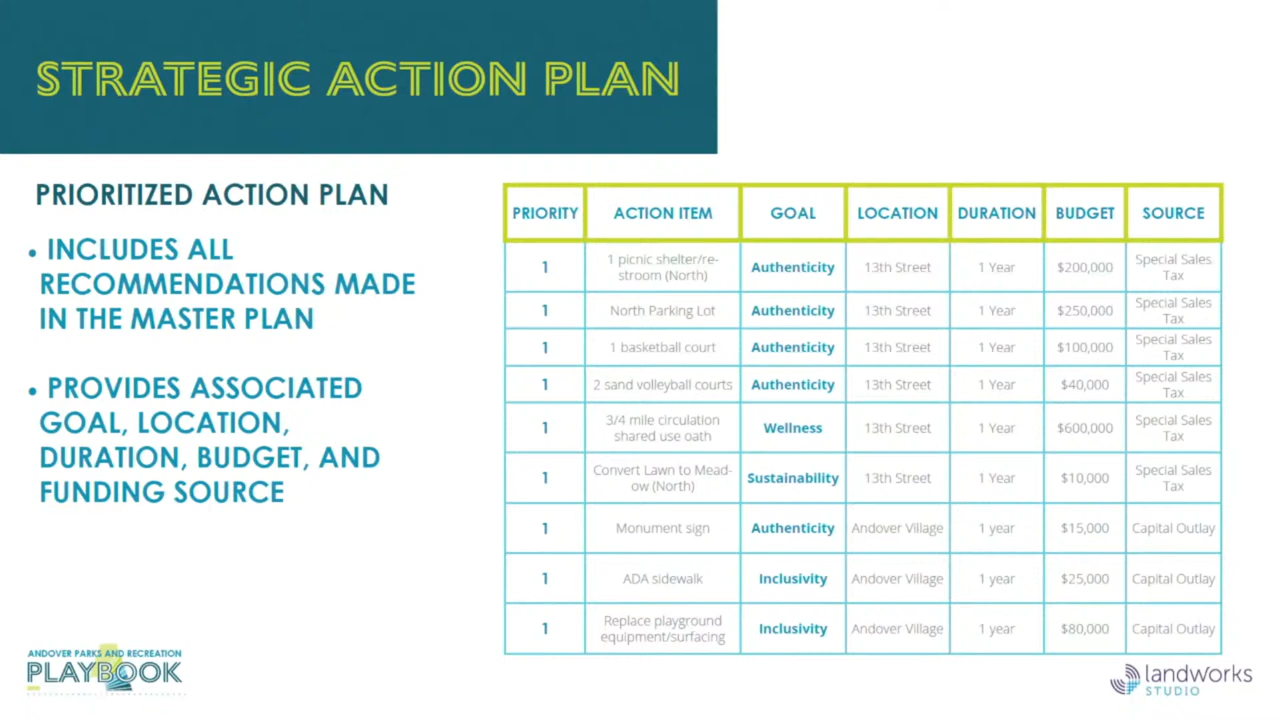 STRATEGIC ACTION PLAN
PRIORITIZED ACTION PLAN
• INCLUDES ALL
RECOMMENDATIONS MADE
IN THE MASTER PLAN
• PROVIDES ASSOCIATED
GOAL, LOCATION,
DURATION, BUDGET, AND
FUNDING SOURCE
PRIORITY ACTION ITEM GOAL LOCATION DURATION BUDGET SOURCE
1 1 picnic shelter/re-
stroom (North) Authenticity 13th Street 1 Year $200,000 Special Sales
Tax
1 North Parking Lot Authenticity 13th Street 1 Year $250,000 Special Sales
Tax
1 1 basketball court Authenticity 13th Street 1 Year $100,000 Special Sales
Tax
1 2 sand volleyball courts Authenticity 13th Street 1 Year $40,000 Special Sales
Tax
1 3/4 mile circulation
shared use oath Wellness 13th Street 1 Year $600,000 Special Sales
Tax
1 Convert Lawn to Mead-
ow (North) Sustainability 13th Street 1 Year $10,000 Special Sales
Tax
1 Monument sign Authenticity Andover Village 1 year $15,000 Capital Outlay
1 ADA sidewalk Inclusivity Andover Village 1 year $25,000 Capital Outlay
1 Replace playground
equipment/surfacing Inclusivity Andover Village 1 year $80,000 Capital Outlay
ANDOVER PARKS AND RECREATION
PLAYBOOK
landworks
STUDIO